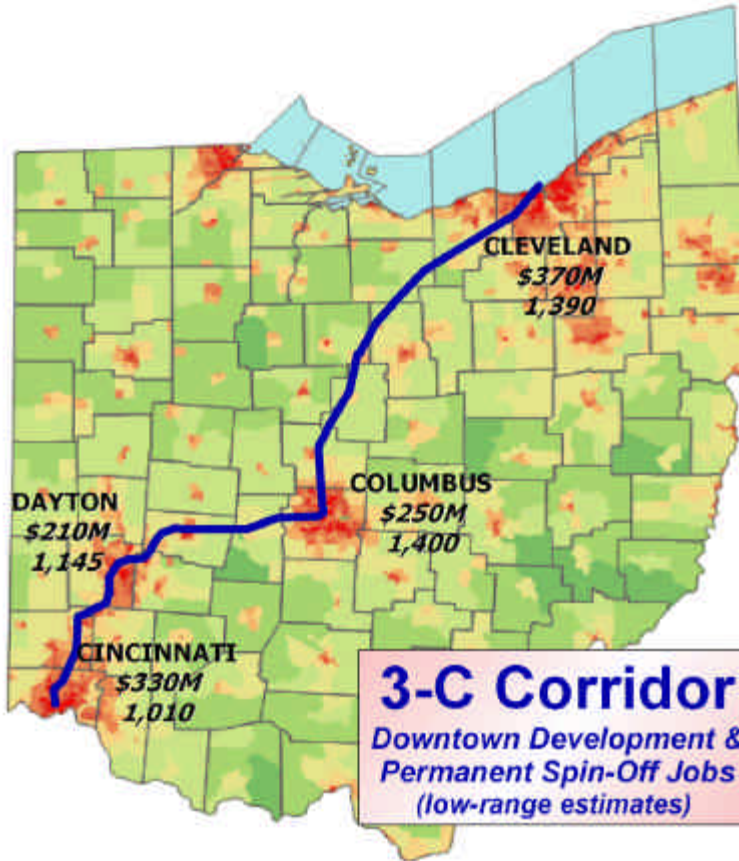 CLEVELAND
$370M
1,390
COLUMBUS
$250M
1,400
DAYTON
$210M
1,145
CINCINNATI
$330M
1,010
3-C Corridor
Downtown Development &
Permanent Spin-Off Jobs
(low-range estimates)